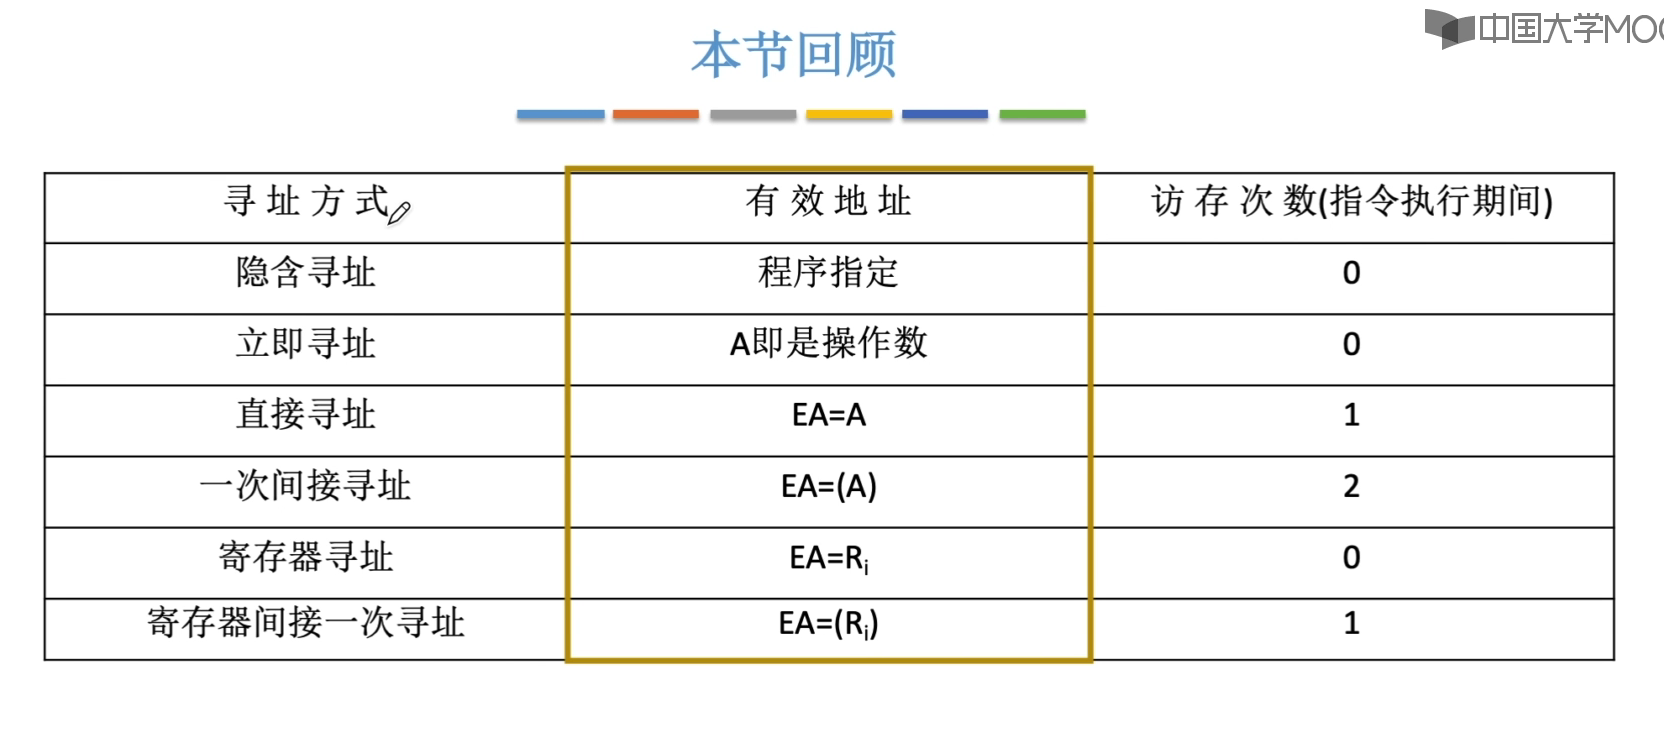 中国大学MOC
本节回顾
寻址方式 有效地址 访存次数(指令执行期间)
隐含寻址 程序指定 0
立即寻址 A即是操作数 0
直接寻址 EA=A 1
一次间接寻址 EA=(A) 2
寄存器寻址 EA=Ri 0
寄存器间接一次寻址 EA=(Ri) 1